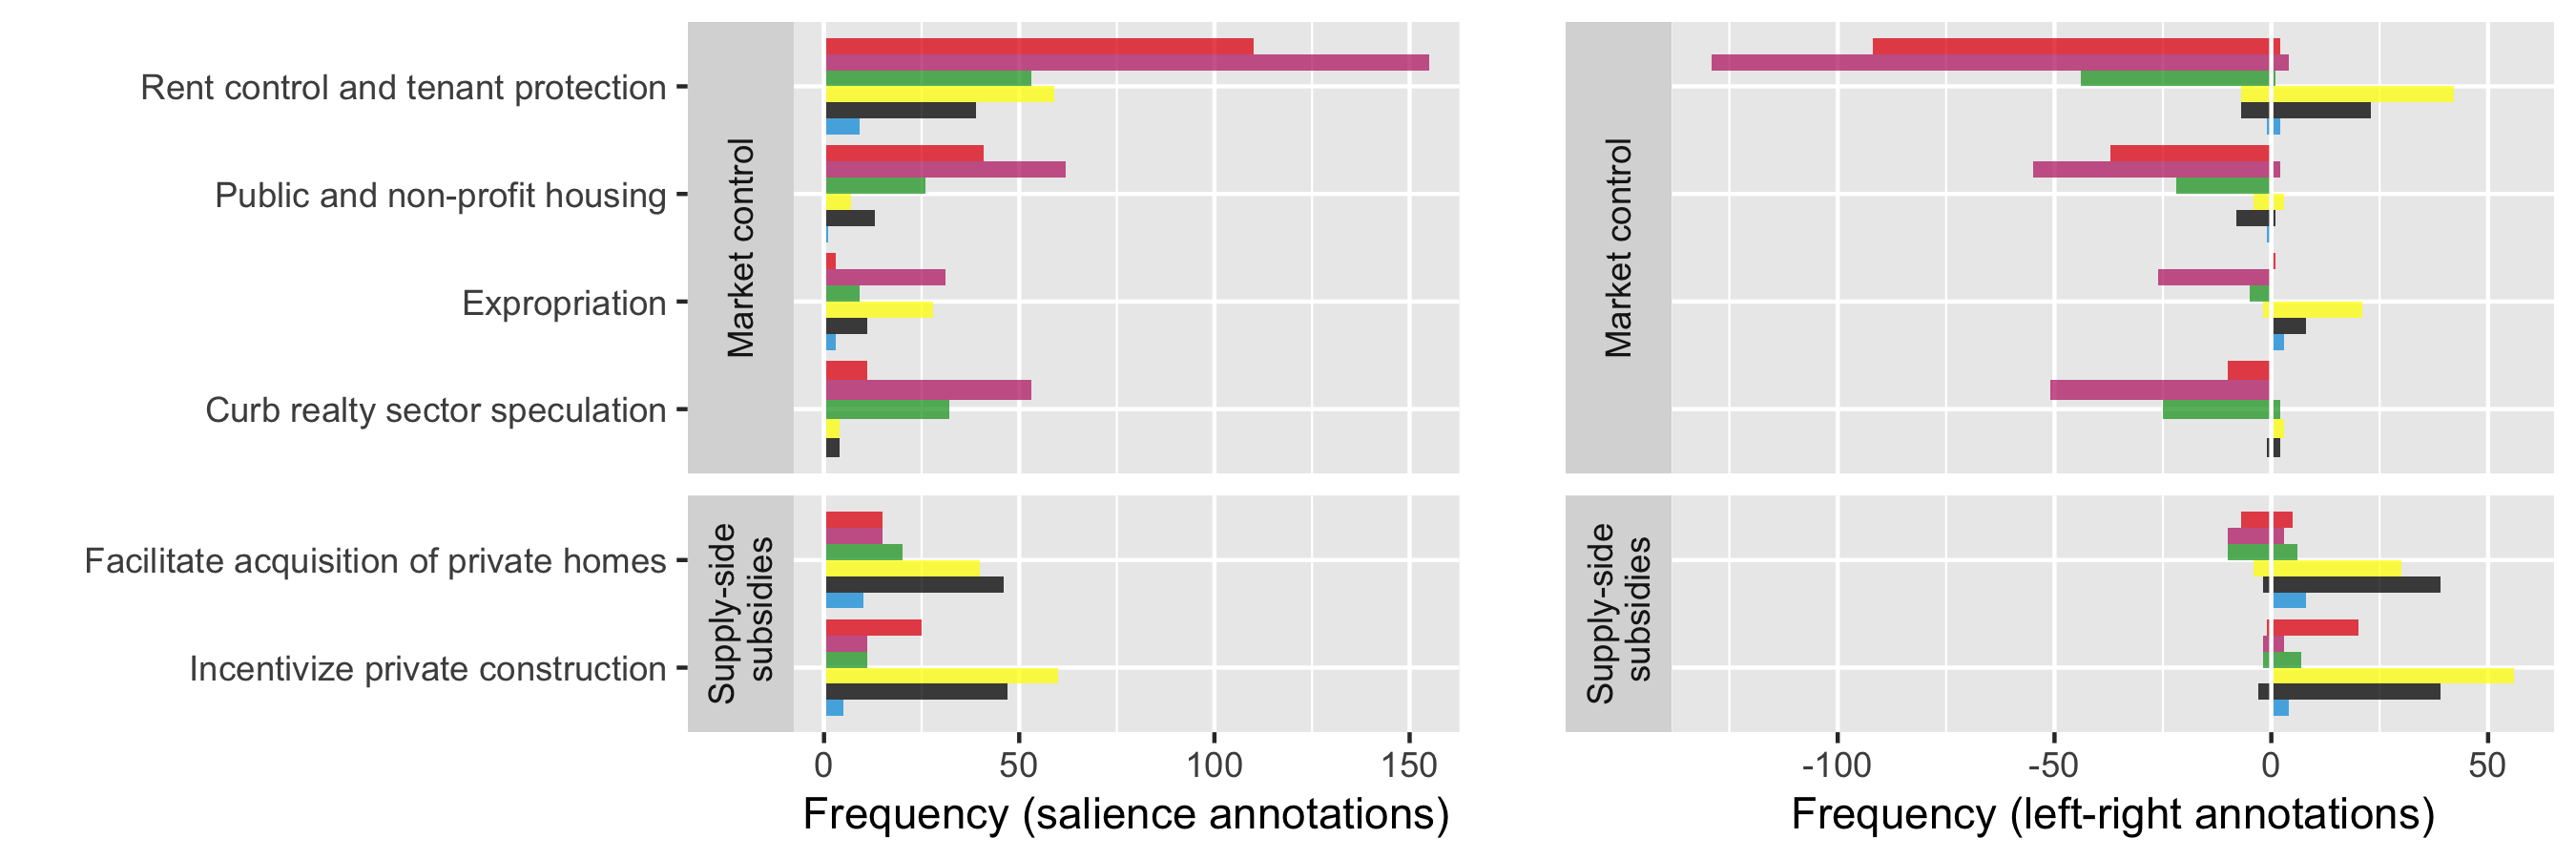 Rent control and tenant protection
Public and non-profit housing
Expropriation
Curb realty sector speculation
Facilitate acquisition of private homes
Incentivize private construction
Market control
Supply-side
subsidies
0 50 100 150
Frequency (salience annotations)
Market control
Supply-side
subsidies
-100 -50 0 50
Frequency (left-right annotations)